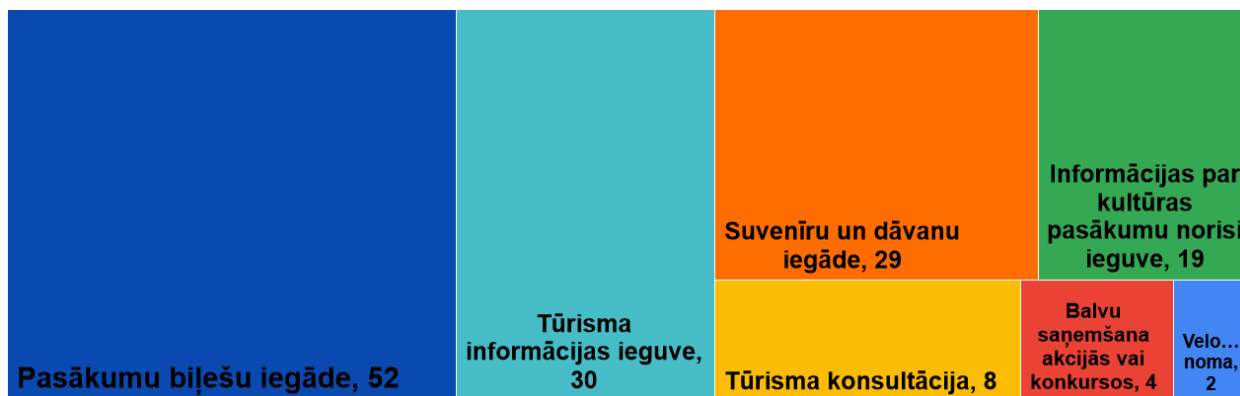 Pasākumu biļešu iegāde, 52
Tūrisma
informācijas ieguve,
30
Suvenīru un dāvanu
iegāde, 29
Informācijas par
kultūras
pasākumu norisi
ieguve, 19
Tūrisma konsultācija, 8
Balvu
saņemšana
akcijās vai
konkursos, 4
Velo…
noma,
2